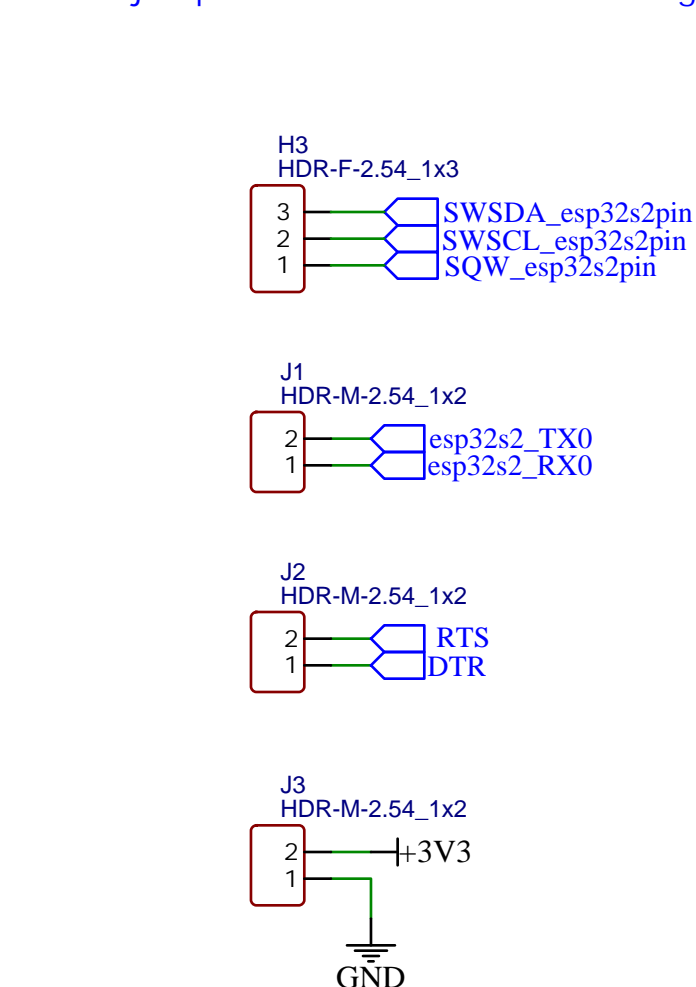 H3
HDR-F-2.54_1x3
3 SWSDA_esp32s2pin
2 SWSCL_esp32s2pin
1 SQW_esp32s2pin
J1
HDR-M-2.54_1x2
2 esp32s2_TX0
1 esp32s2_RX0
J2
HDR-M-2.54_1x2
2 RTS
1 DTR
J3
HDR-M-2.54_1x2
2 +3V3
1
GND